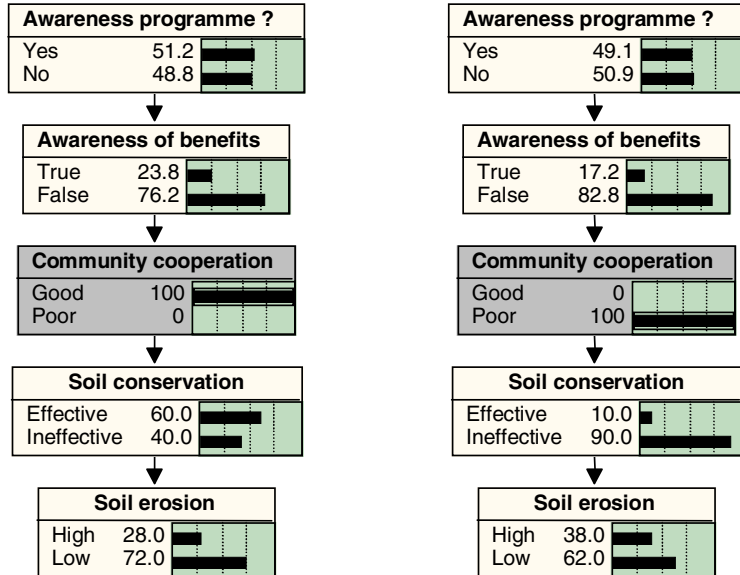 Awareness programme ?
Yes 51.2
No 48.8
Awareness of benefits
True 23.8
False 76.2
Community cooperation
Good 100
Poor 0
Soil conservation
Effective 60.0
Ineffective 40.0
Soil erosion
High 28.0
Low 72.0
Awareness programme ?
Yes 49.1
No 50.9
Awareness of benefits
True 17.2
False 82.8
Community cooperation
Good 0
Poor 100
Soil conservation
Effective 10.0
Ineffective 90.0
Soil erosion
High 38.0
Low 62.0